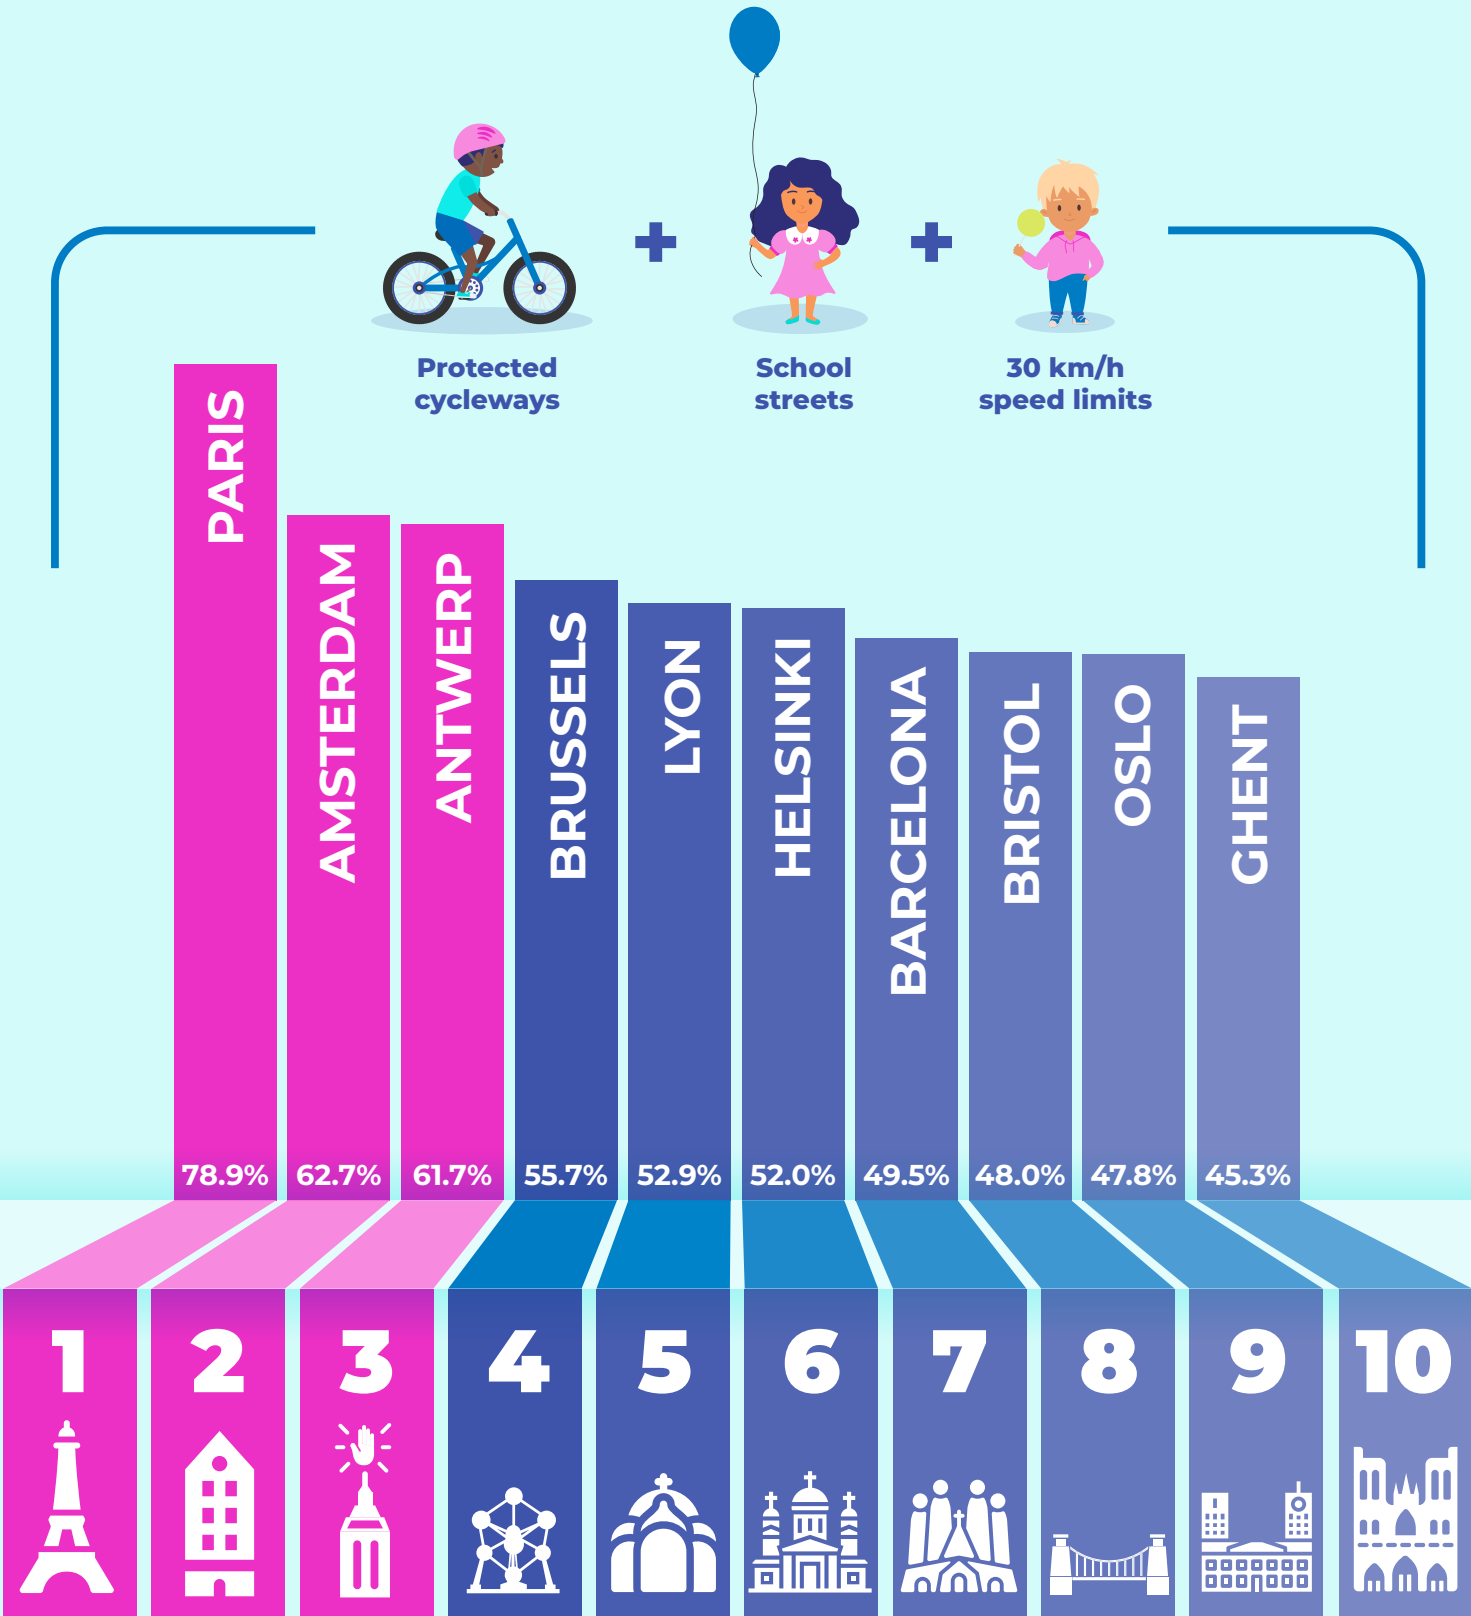 Protected
cycleways
School
streets
30 km/h
speed limits
PARIS
AMSTERDAM
ANTWERP
BRUSSELS
LYON
HELSINKI
BARCELONA
BRISTOL
OSLO
GHENT
78.9%
62.7%
61.7%
55.7%
52.9%
52.0%
49.5%
48.0%
47.8%
45.3%
1
2
3
4
5
6
7
8
9
10